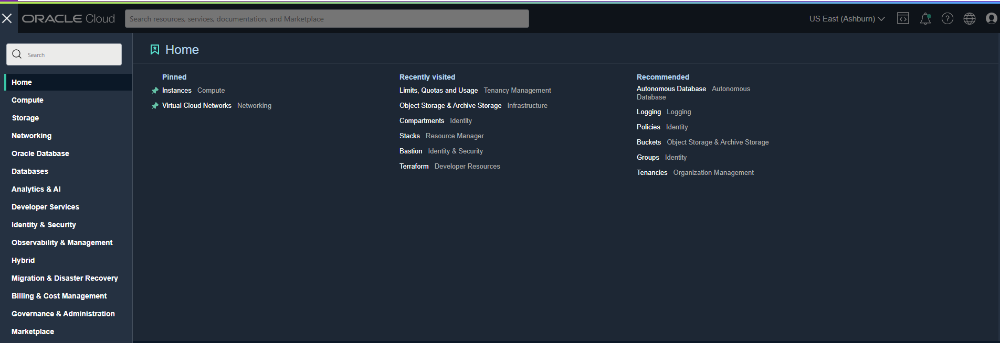 ORACLE Cloud
Search resources, services, documentation, and Marketplace
US East (Ashburn)
Search
Home
Compute
Storage
Networking
Oracle Database
Databases
Analytics & AI
Developer Services
Identity & Security
Observability & Management
Hybrid
Migration & Disaster Recovery
Billing & Cost Management
Governance & Administration
Marketplace
Home
Pinned
Instances Compute
Virtual Cloud Networks Networking
Recently visited
Limits, Quotas and Usage Tenancy Management
Object Storage & Archive Storage Infrastructure
Compartments Identity
Stacks Resource Manager
Bastion Identity & Security
Terraform Developer Resources
Recommended
Autonomous Database Autonomous
Database
Logging Logging
Policies Identity
Buckets Object Storage & Archive Storage
Groups Identity
Tenancies Organization Management